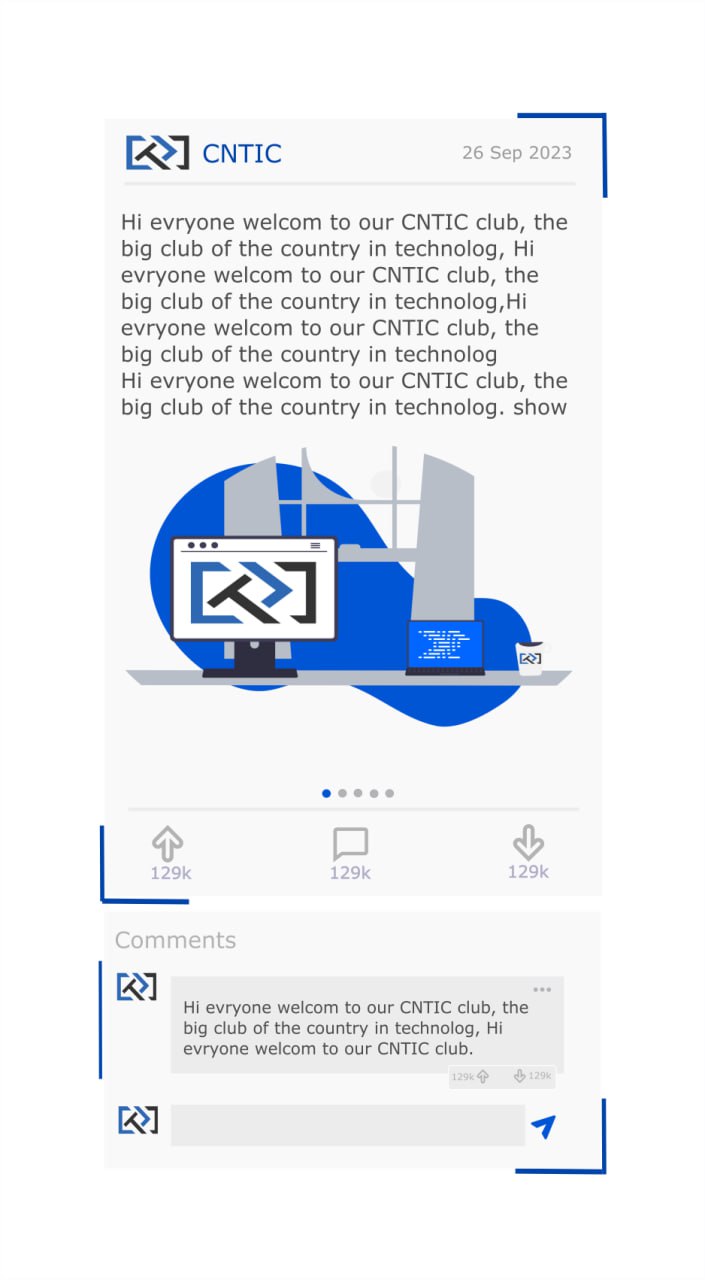 CNTIC
26 Sep 2023
Hi evryone welcom to our CNTIC club, the
big club of the country in technolog, Hi
evryone welcom to our CNTIC club, the
big club of the country in technolog,Hi
evryone welcom to our CNTIC club, the
big club of the country in technolog
Hi evryone welcom to our CNTIC club, the
big club of the country in technolog. show
129k
129k
129k
Comments
Hi evryone welcom to our CNTIC club, the
big club of the country in technolog, Hi
evryone welcom to our CNTIC club.
129k
129k